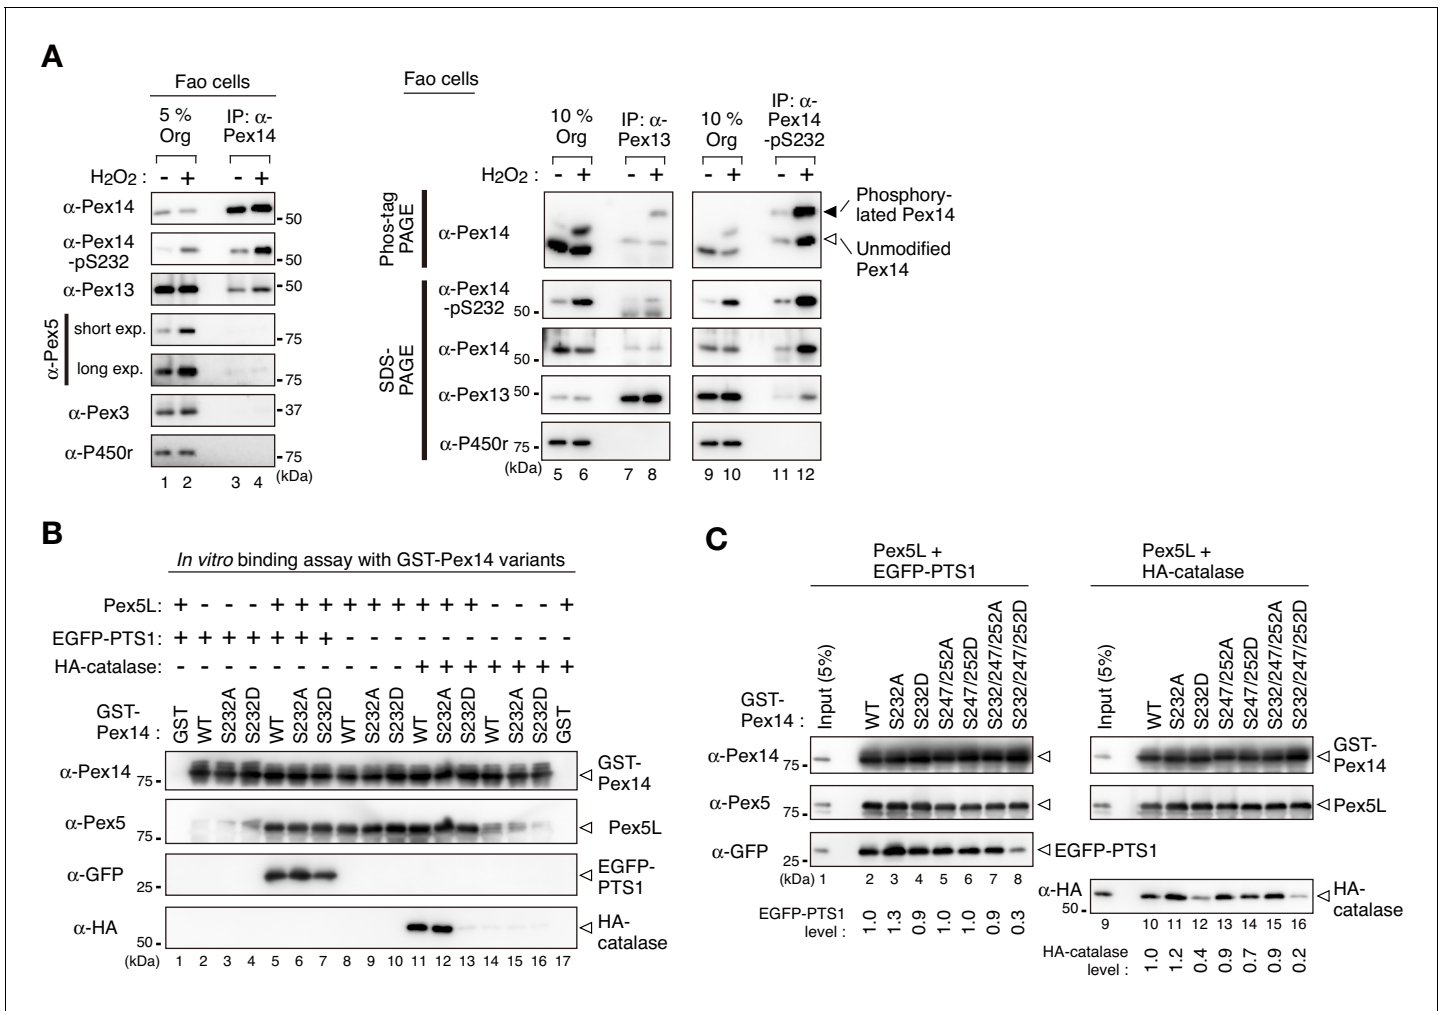 A
Fao cells
5 %
Org
IP: α-
Pex14
H2O2 : - + - +
α-Pex14
50
α-Pex14
-pS232
50
α-Pex13
50
α-Pex5
short exp.
75
long exp.
75
α-Pex3
37
α-P450r
75
(kDa)
1 2 3 4
Fao cells
10 %
Org
IP: α-
Pex13
10 %
Org
IP: α-
Pex14
-pS232
H2O2 : - + - + - + - +
Phos-tag
PAGE
α-Pex14
Phosphory-
lated Pex14
Unmodified
Pex14
SDS-
PAGE
α-Pex14
-pS232
50
α-Pex14
50
α-Pex13
50
α-P450r
75
(kDa)
5 6 7 8 9 10 11 12
B
In vitro binding assay with GST-Pex14 variants
Pex5L: + - - - + + + + + + + + + - - - +
EGFP-PTS1: + + + + + + + - - - - - - - - - -
HA-catalase: - - - - - - - - - - + + + + + + +
GST-
Pex14 :
GST WT S232A S232D WT S232A S232D WT S232A S232D WT S232A S232D WT S232A S232D GST
α-Pex14
75
GST-
Pex14
α-Pex5
75
Pex5L
α-GFP
25
EGFP-
PTS1
α-HA
50
HA-
catalase
(kDa) 1 2 3 4 5 6 7 8 9 10 11 12 13 14 15 16 17
C
Pex5L +
EGFP-PTS1
GST-
Pex14 :
Input (5%) WT S232A S232D S247/252A S247/252D S232/247/252A S232/247/252D
α-Pex14
75
α-Pex5
75
α-GFP
25
EGFP-PTS1
(kDa) 1 2 3 4 5 6 7 8
EGFP-PTS1
level :
1.0 1.3 0.9 1.0 1.0 0.9 0.3
Pex5L +
HA-catalase
Input (5%) WT S232A S232D S247/252A S247/252D S232/247/252A S232/247/252D
GST-
Pex14
Pex5L
α-HA
50
HA-
catalase
9 10 11 12 13 14 15 16
HA-catalase
level :
1.0 1.2 0.4 0.9 0.7 0.9 0.2